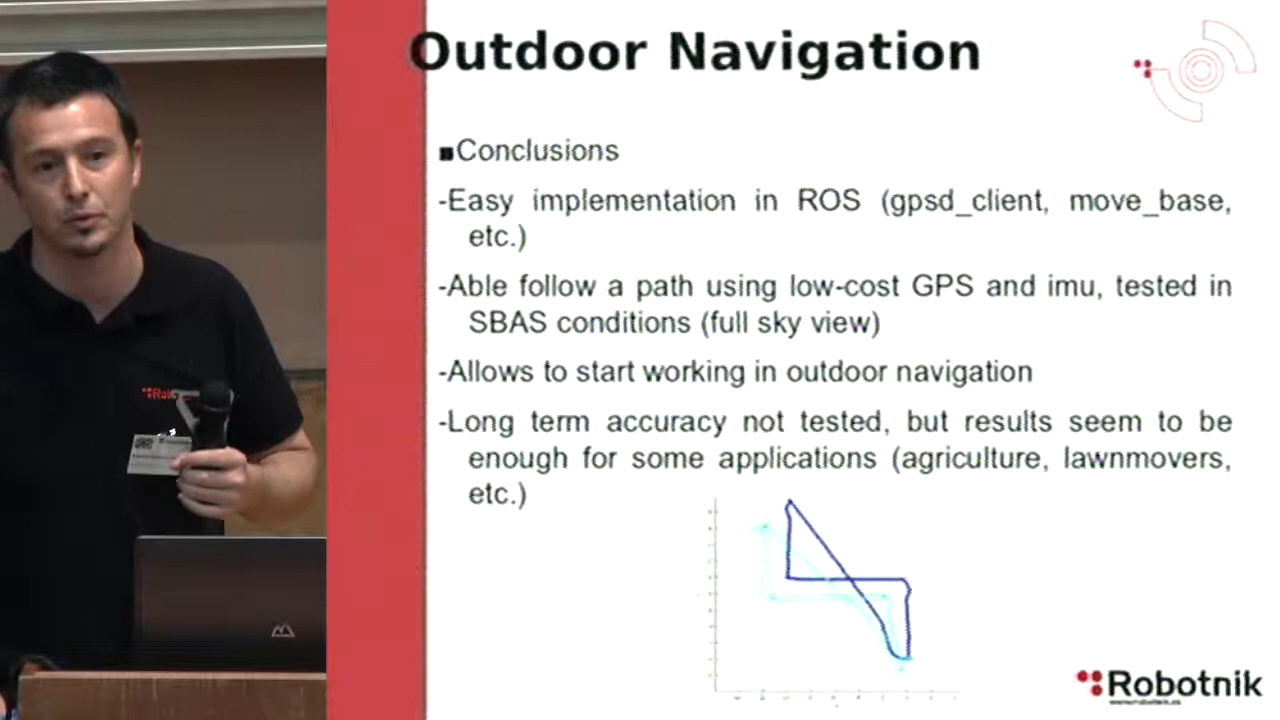 Outdoor Navigation
■Conclusions
-Easy implementation in ROS (gpsd_client, move_base,
etc.)
-Able follow a path using low-cost GPS and imu, tested in
SBAS conditions (full sky view)
-Allows to start working in outdoor navigation
-Long term accuracy not tested, but results seem to be
enough for some applications (agriculture, lawnmovers,
etc.)
Robotnik